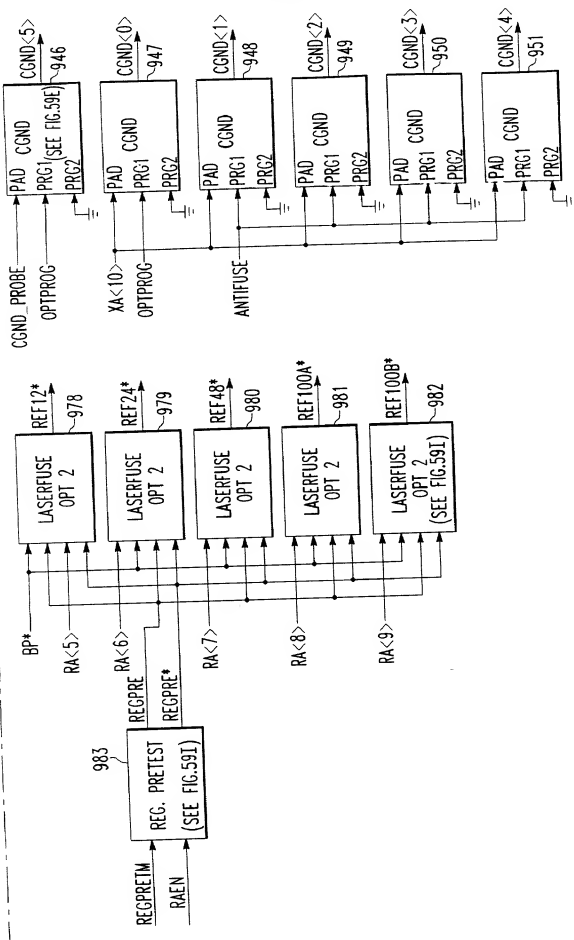 CGND_PROBE
OPTPROG
PAD CGND
PRG1 (SEE FIG.59E)
PRG2
CGND<5>
946
XA<10>
OPTPROG
PAD CGND
PRG1
PRG2
CGND<0>
947
ANTIFUSE
PAD CGND
PRG1
PRG2
CGND<1>
948
PAD CGND
PRG1
PRG2
CGND<2>
949
PAD CGND
PRG1
PRG2
CGND<3>
950
PAD CGND
PRG1
PRG2
CGND<4>
951
REGPRETM
RAEN
983
REG. PRETEST
(SEE FIG.59I)
REGPRE
REGPRE*
BP*
RA<5>
LASERFUSE
OPT 2
REF12*
978
RA<6>
LASERFUSE
OPT 2
REF24*
979
RA<7>
LASERFUSE
OPT 2
REF48*
980
RA<8>
LASERFUSE
OPT 2
REF100A*
981
RA<9>
LASERFUSE
OPT 2
(SEE FIG.59I)
REF100B*
982